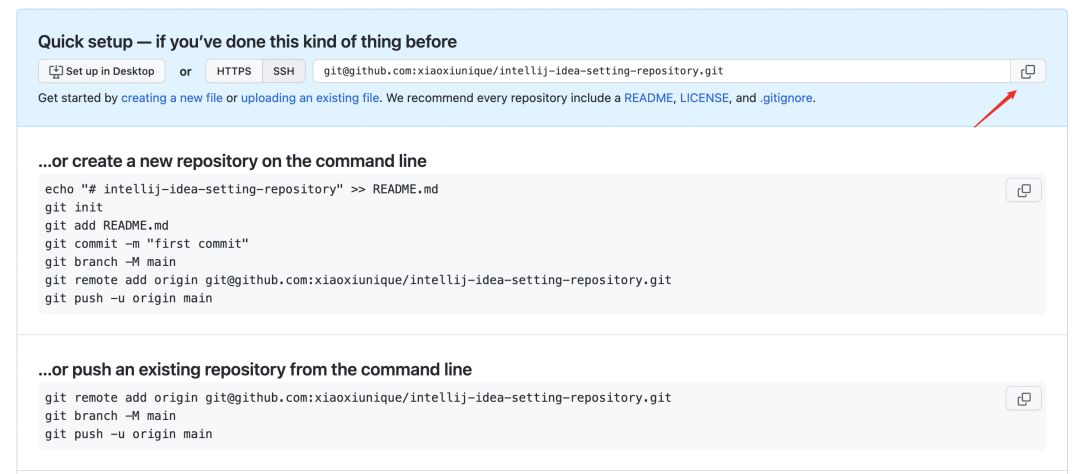 Quick setup — if you’ve done this kind of thing before
Set up in Desktop or HTTPS SSH git@github.com:xiaoxiunique/intellij-idea-setting-repository.git
Get started by creating a new file or uploading an existing file. We recommend every repository include a README, LICENSE, and .gitignore.
…or create a new repository on the command line
echo "# intellij-idea-setting-repository" >> README.md
git init
git add README.md
git commit -m "first commit"
git branch -M main
git remote add origin git@github.com:xiaoxiunique/intellij-idea-setting-repository.git
git push -u origin main
…or push an existing repository from the command line
git remote add origin git@github.com:xiaoxiunique/intellij-idea-setting-repository.git
git branch -M main
git push -u origin main